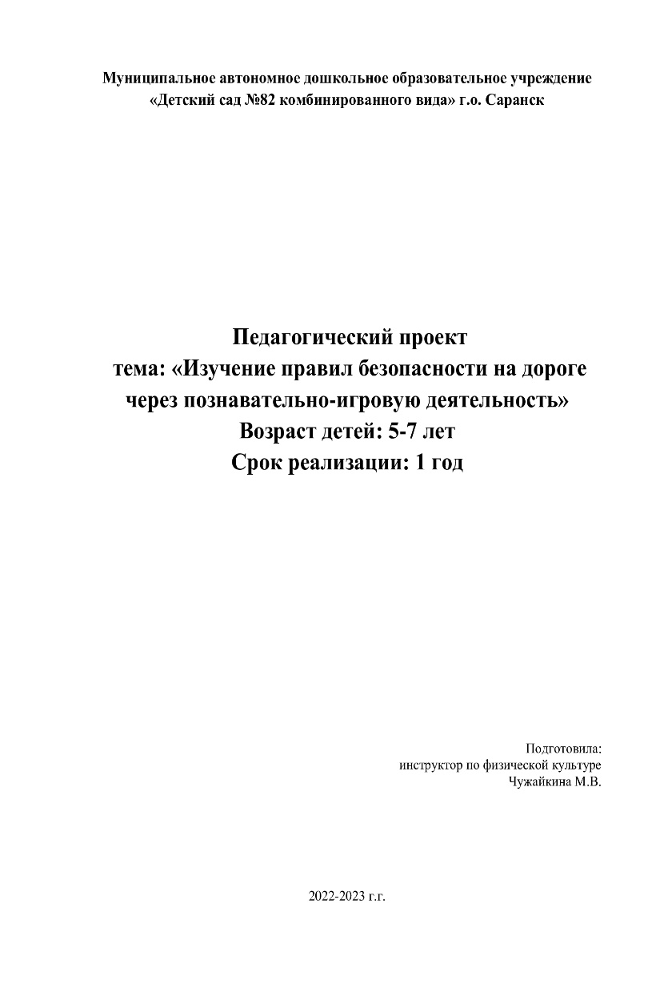 Муниципальное автономное дошкольное образовательное учреждение
«Детский сад №82 комбинированного вида» г.о. Саранск
Педагогический проект
тема: «Изучение правил безопасности на дороге
через познавательно-игровую деятельность»
Возраст детей: 5-7 лет
Срок реализации: 1 год
Подготовила:
инструктор по физической культуре
Чужайкина М.В.
2022-2023 г.г.